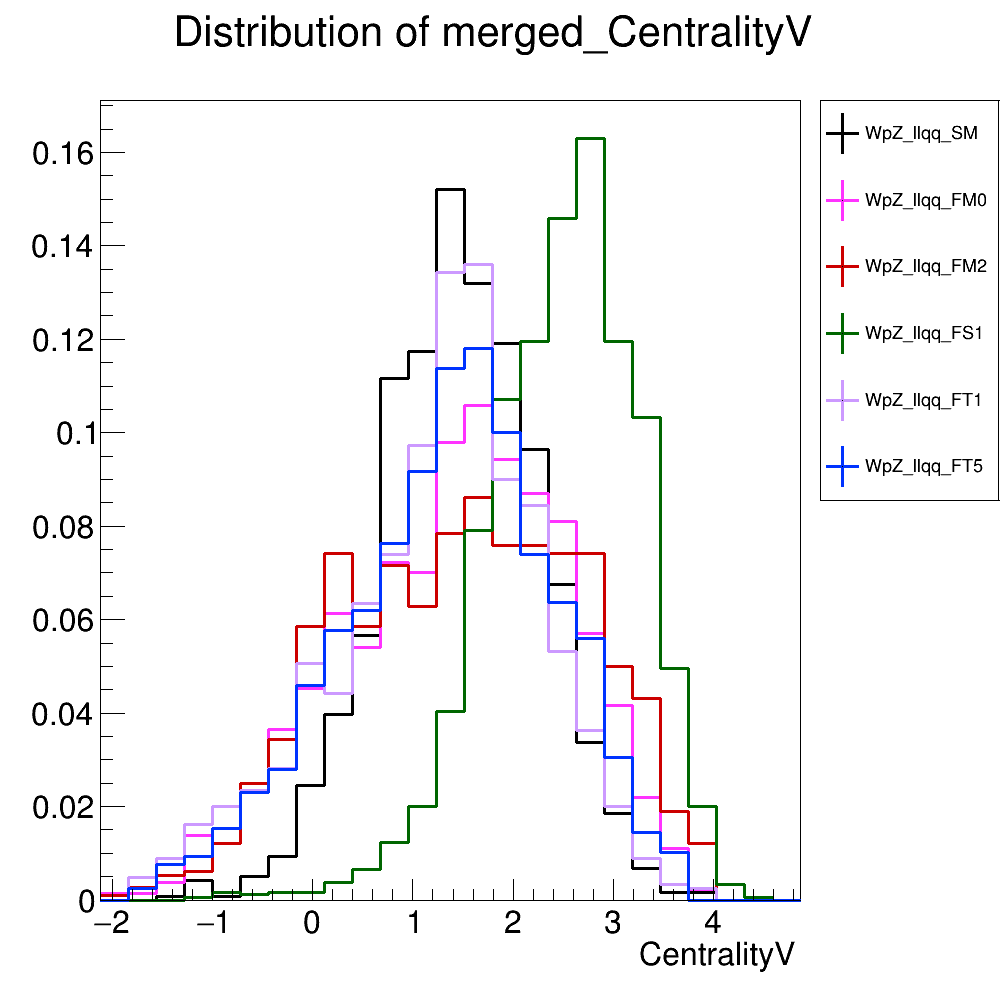 Distribution of merged_CentralityV
WpZ_llqq_SM
WpZ_llqq_FM0
WpZ_llqq_FM2
WpZ_llqq_FS1
WpZ_llqq_FT1
WpZ_llqq_FT5
0.16
0.14
0.12
0.1
0.08
0.06
0.04
0.02
0
−2 −1 0 1 2 3 4
CentralityV